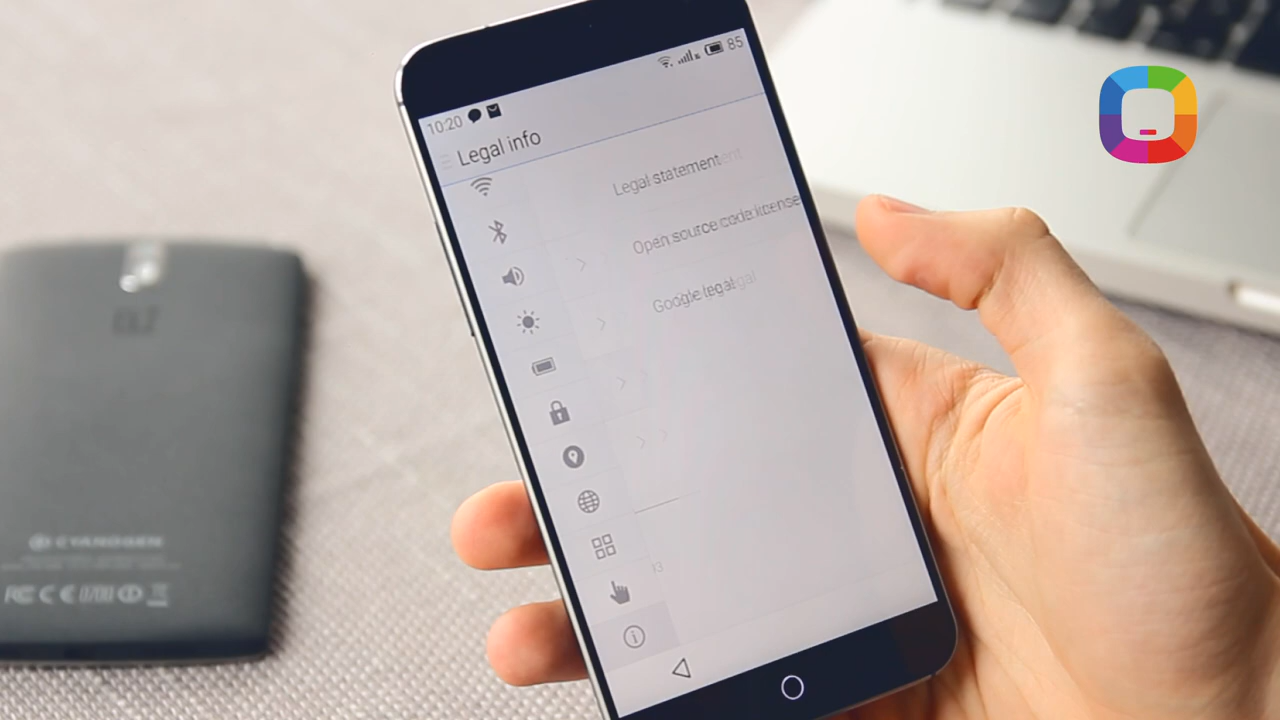 10:20
85
Legal info
Legal statement
Open source code license
Google legal
CYANOGEN